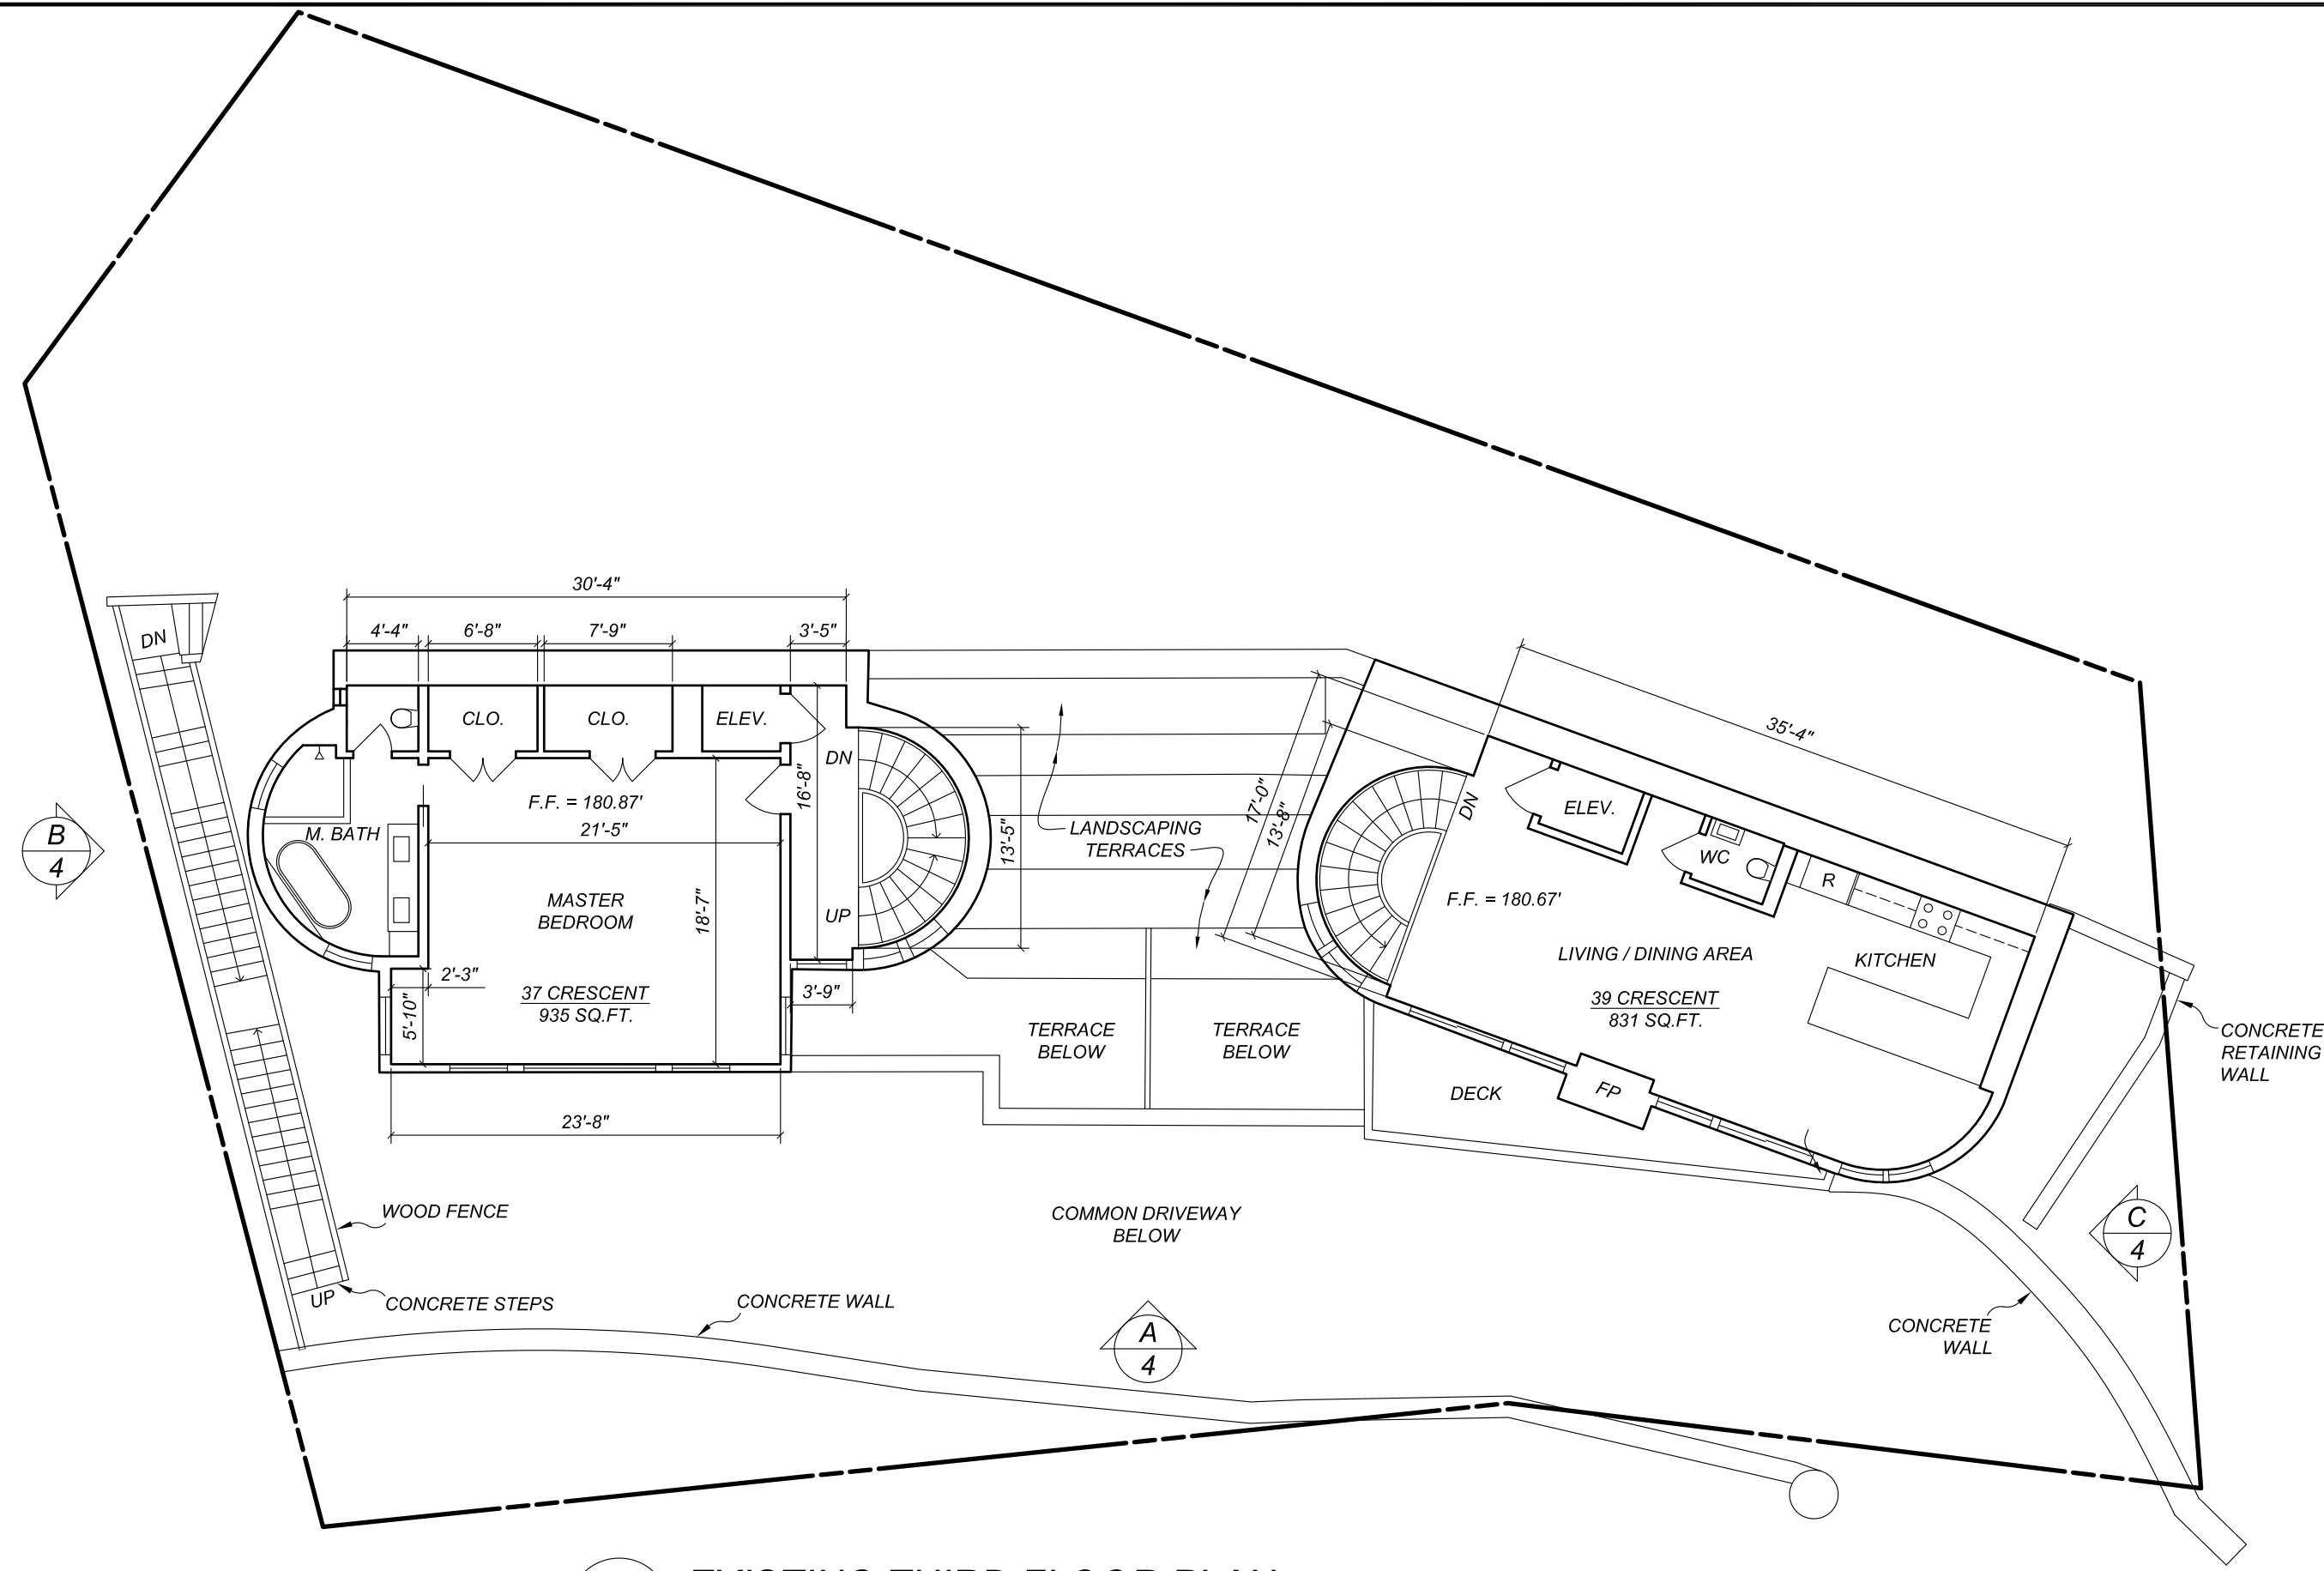 30'-4"
4'-4"
6'-8"
7'-9"
3'-5"
DN
CLO.
CLO.
ELEV.
DN
16'-8"
F.F. = 180.87'
21'-5"
M. BATH
13'-5"
MASTER
BEDROOM
18'-7"
UP
2'-3"
5'-10"
37 CRESCENT
935 SQ.FT.
3'-9"
23'-8"
B
4
LANDSCAPING
TERRACES
17'-0"
13'-8"
35'-4"
DN
ELEV.
WC
R
F.F. = 180.67'
LIVING / DINING AREA
KITCHEN
39 CRESCENT
831 SQ.FT.
TERRACE
BELOW
TERRACE
BELOW
DECK
FP
CONCRETE
RETAINING
WALL
WOOD FENCE
COMMON DRIVEWAY
BELOW
C
4
UP
CONCRETE STEPS
CONCRETE WALL
A
4
CONCRETE
WALL
EXISTING THIRD FLOOR PLAN